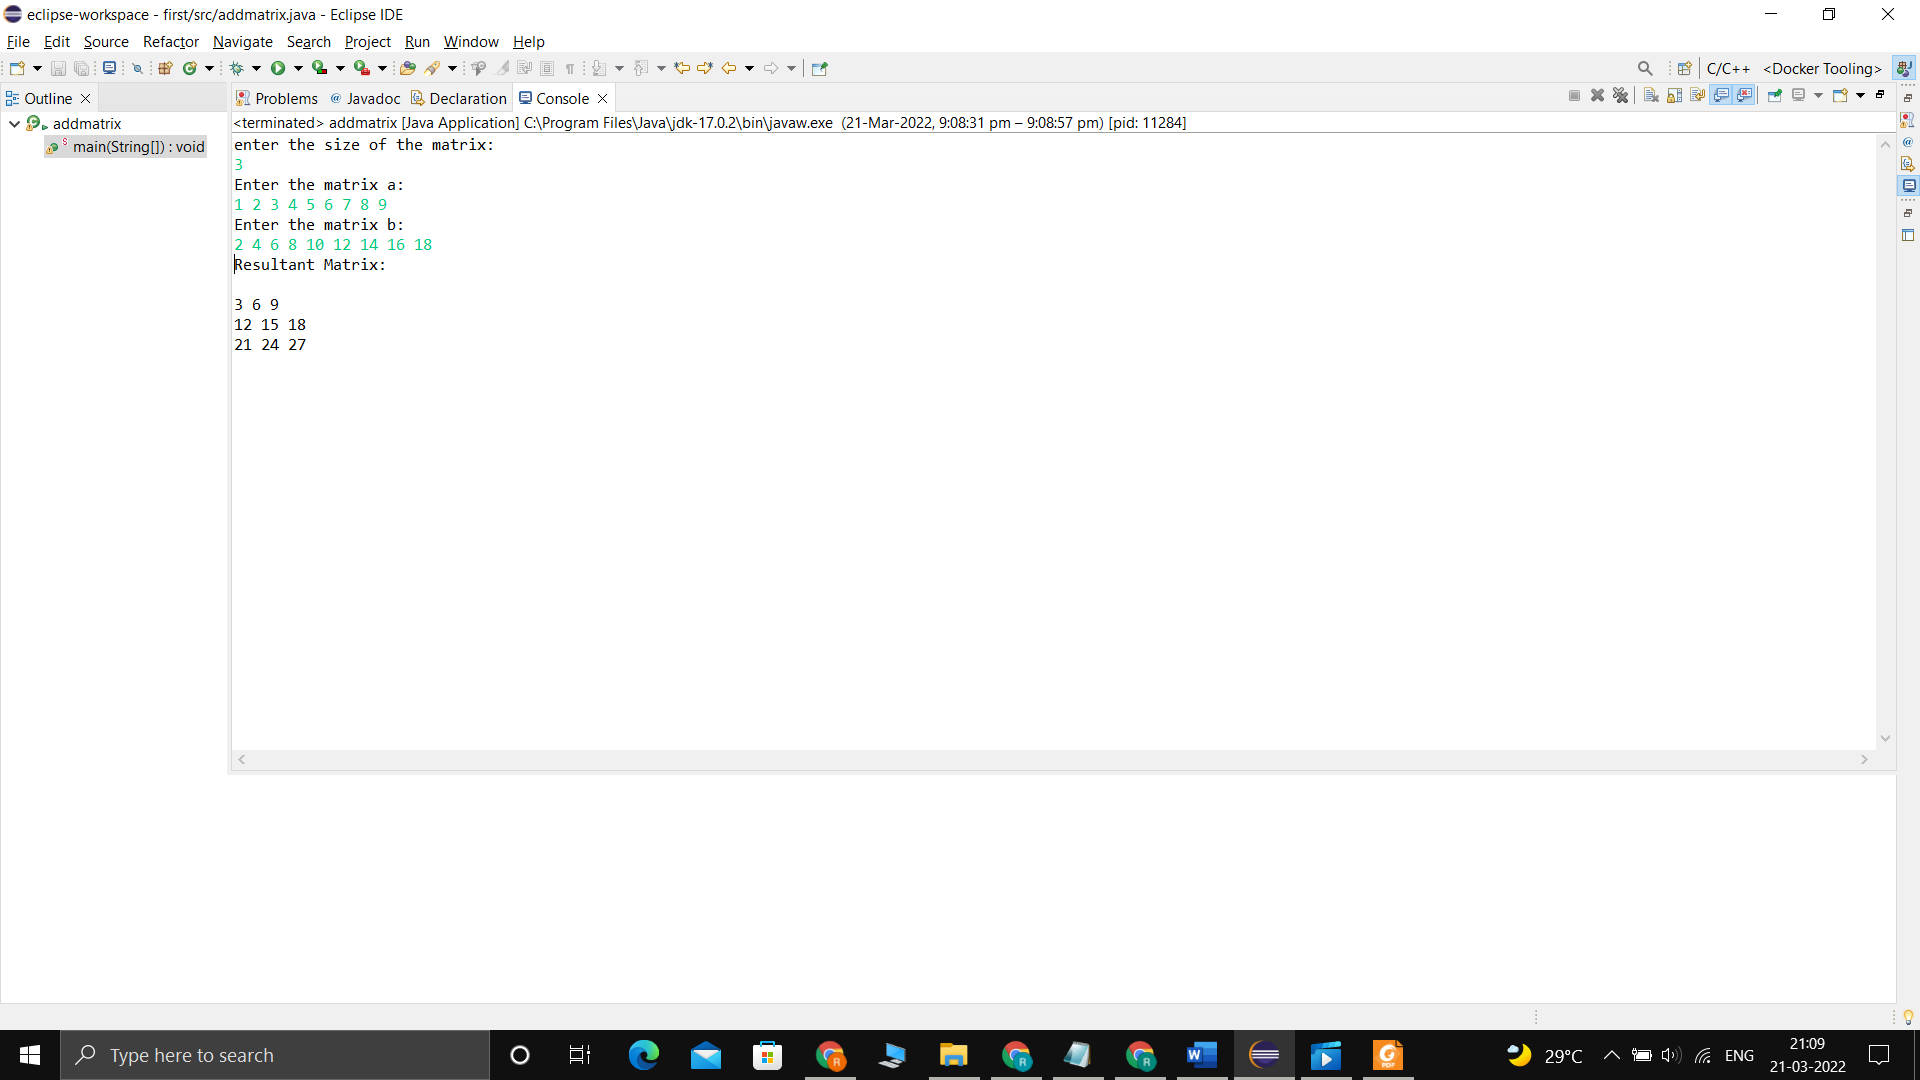 eclipse-workspace - first/src/addmatrix.java - Eclipse IDE
File Edit Source Refactor Navigate Search Project Run Window Help
C/C++ <Docker Tooling>
Outline
Problems Javadoc Declaration Console
addmatrix
main(String[]) : void
<terminated> addmatrix [Java Application] C:\Program Files\Java\jdk-17.0.2\bin\javaw.exe (21-Mar-2022, 9:08:31 pm – 9:08:57 pm) [pid: 11284]
enter the size of the matrix:
3
Enter the matrix a:
1 2 3 4 5 6 7 8 9
Enter the matrix b:
2 4 6 8 10 12 14 16 18
Resultant Matrix:
3 6 9
12 15 18
21 24 27
Type here to search
29°C
ENG
21:09
21-03-2022